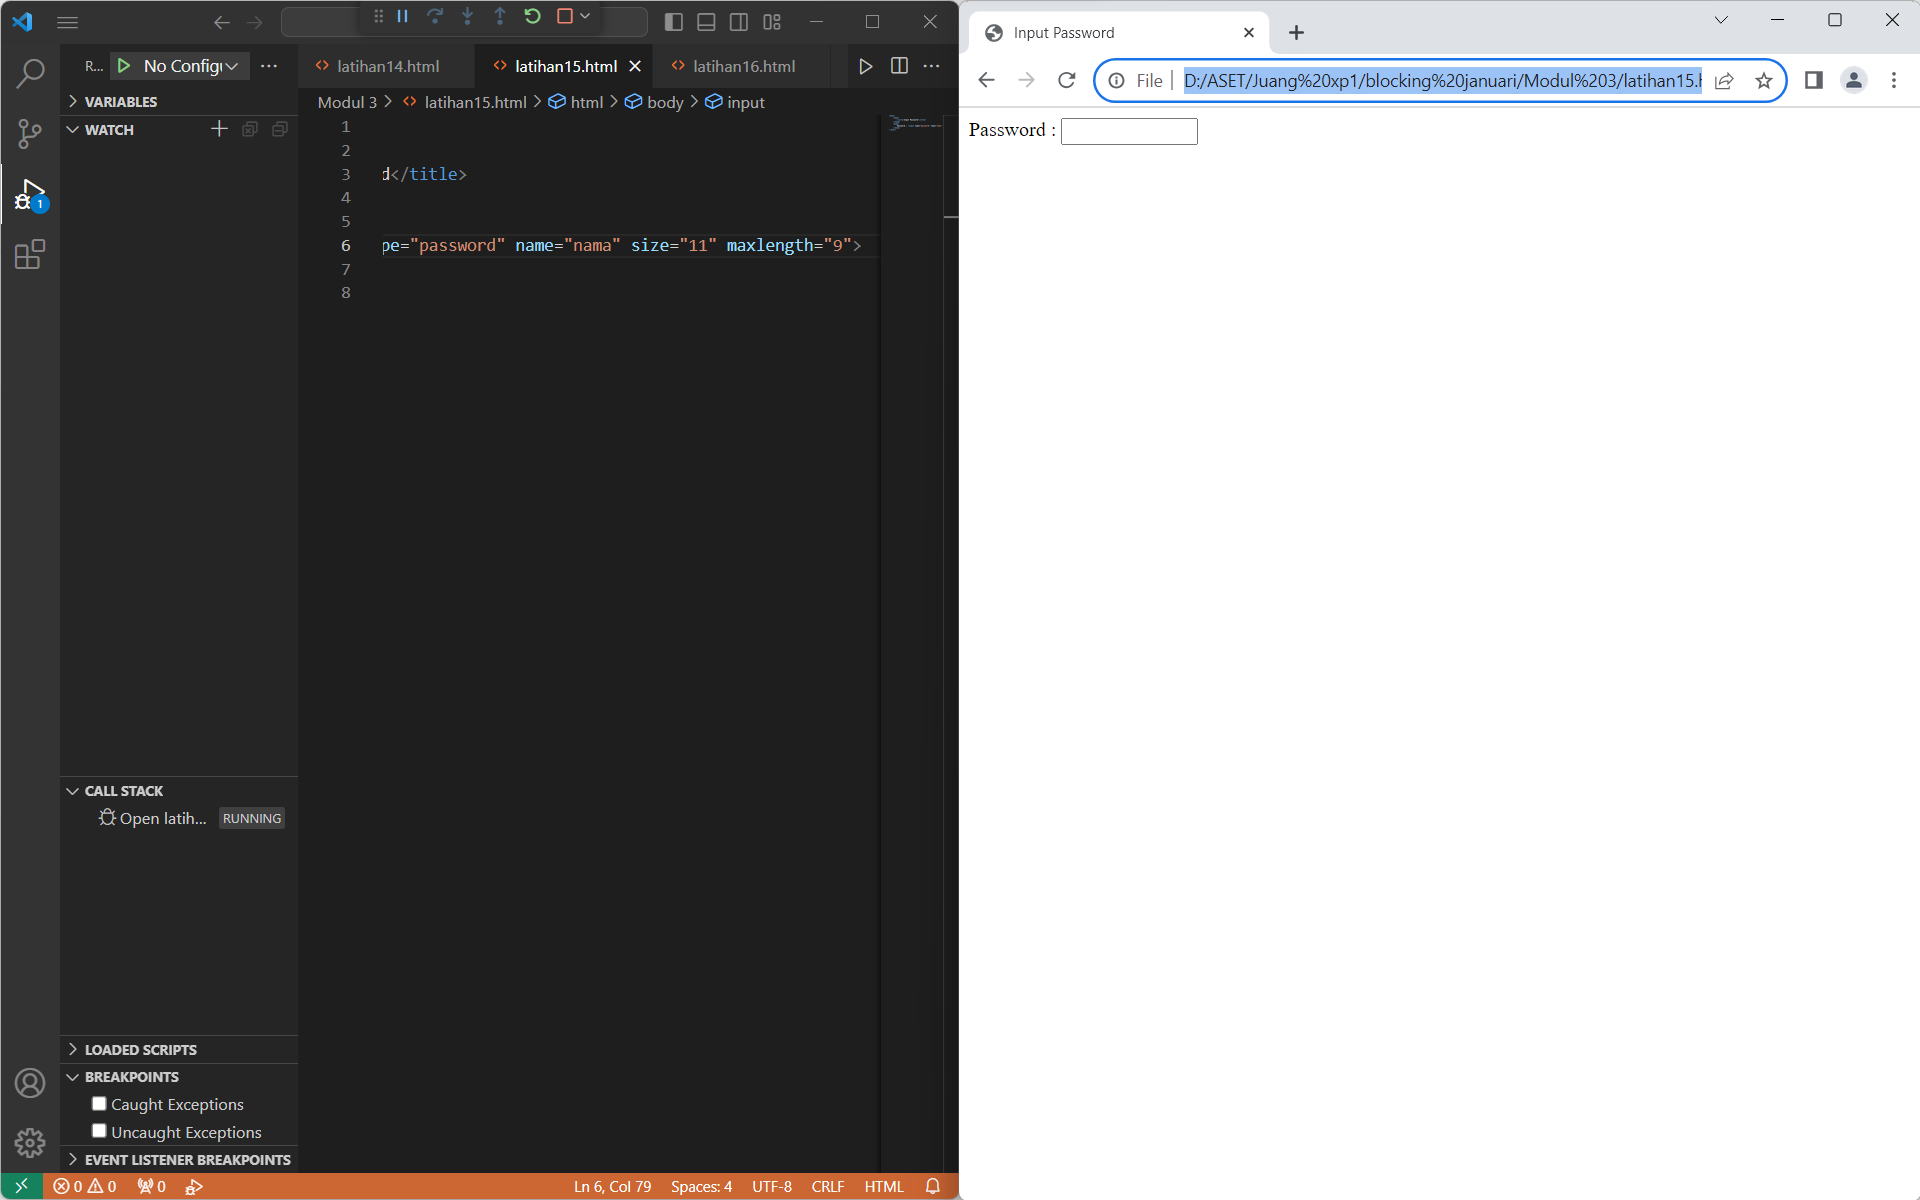 R... No Config
VARIABLES
WATCH
CALL STACK
Open latih... RUNNING
LOADED SCRIPTS
BREAKPOINTS
Caught Exceptions
Uncaught Exceptions
EVENT LISTENER BREAKPOINTS
latihan14.html latihan15.html latihan16.html
Modul 3 > latihan15.html > html > body > input
1
2
3 d</title>
4
5
6 pe="password" name="nama" size="11" maxlength="9">
7
8
1
0 0 0 Ln 6, Col 79 Spaces: 4 UTF-8 CRLF HTML
Input Password
File D:/ASET/Juang%20xp1/blocking%20januari/Modul%203/latihan15.h
Password :